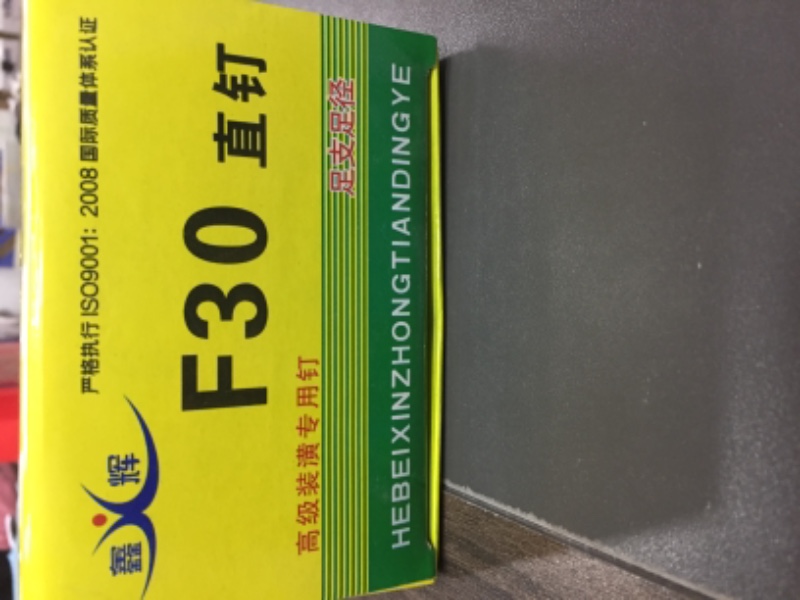 严格执行 ISO9001：2008 国际质量体系认证
鑫辉
F30 直钉
高级装潢专用钉
足支足径
HEBEIXINZHONGTIANDINGYE